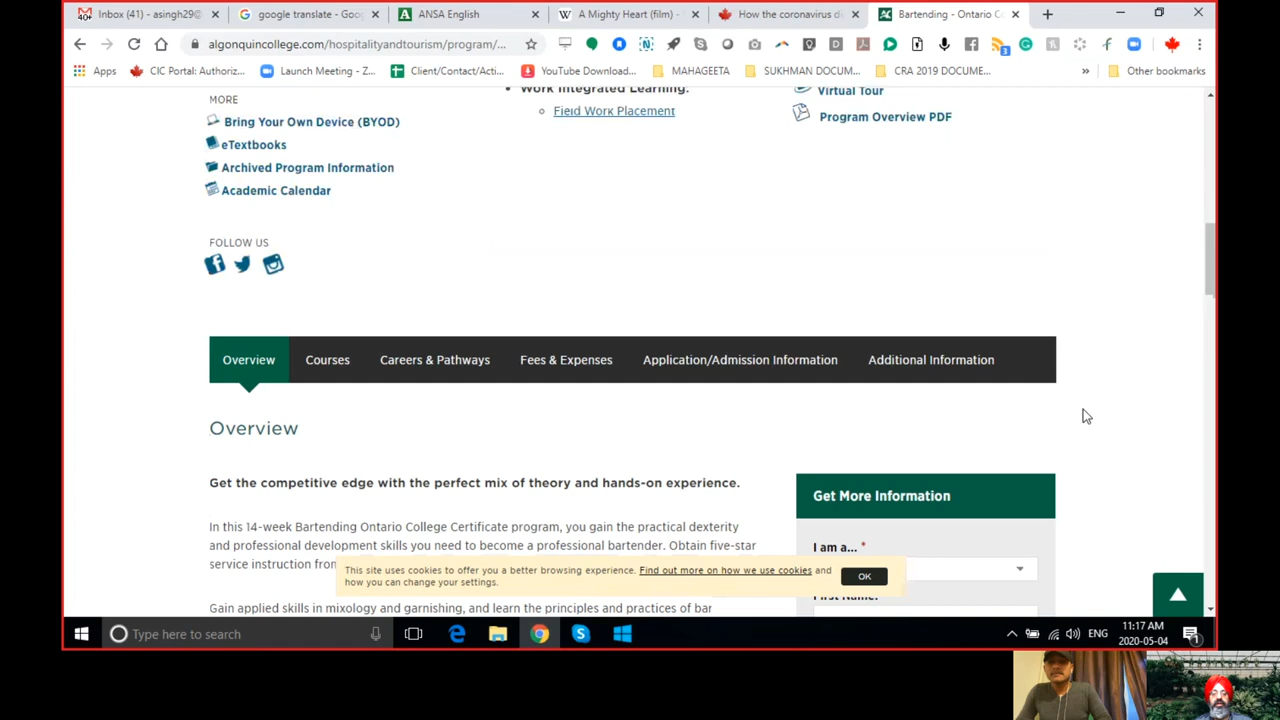 40+
Inbox (41) - asingh29@
google translate - Goo
ANSA English
A Mighty Heart (film) -
How the coronavirus di
Bartending - Ontario C
algonquincollege.com/hospitalityandtourism/program/...
3
Apps
CIC Portal: Authoriz...
Launch Meeting - Z...
Client/Contact/Acti...
YouTube Download...
MAHAGEETA
SUKHMAN DOCUM...
CRA 2019 DOCUME...
»
Other bookmarks
MORE
Bring Your Own Device (BYOD)
eTextbooks
Archived Program Information
Academic Calendar
FOLLOW US
Work Integrated Learning:
Field Work Placement
Virtual Tour
Program Overview PDF
Overview
Courses
Careers & Pathways
Fees & Expenses
Application/Admission Information
Additional Information
Overview
Get the competitive edge with the perfect mix of theory and hands-on experience.
In this 14-week Bartending Ontario College Certificate program, you gain the practical dexterity
and professional development skills you need to become a professional bartender. Obtain five-star
service instruction from
Gain applied skills in mixology and garnishing, and learn the principles and practices of bar
Get More Information
I am a... *
First Name:
This site uses cookies to offer you a better browsing experience. Find out more on how we use cookies and
how you can change your settings.
OK
Type here to search
ENG
11:17 AM
2020-05-04
1